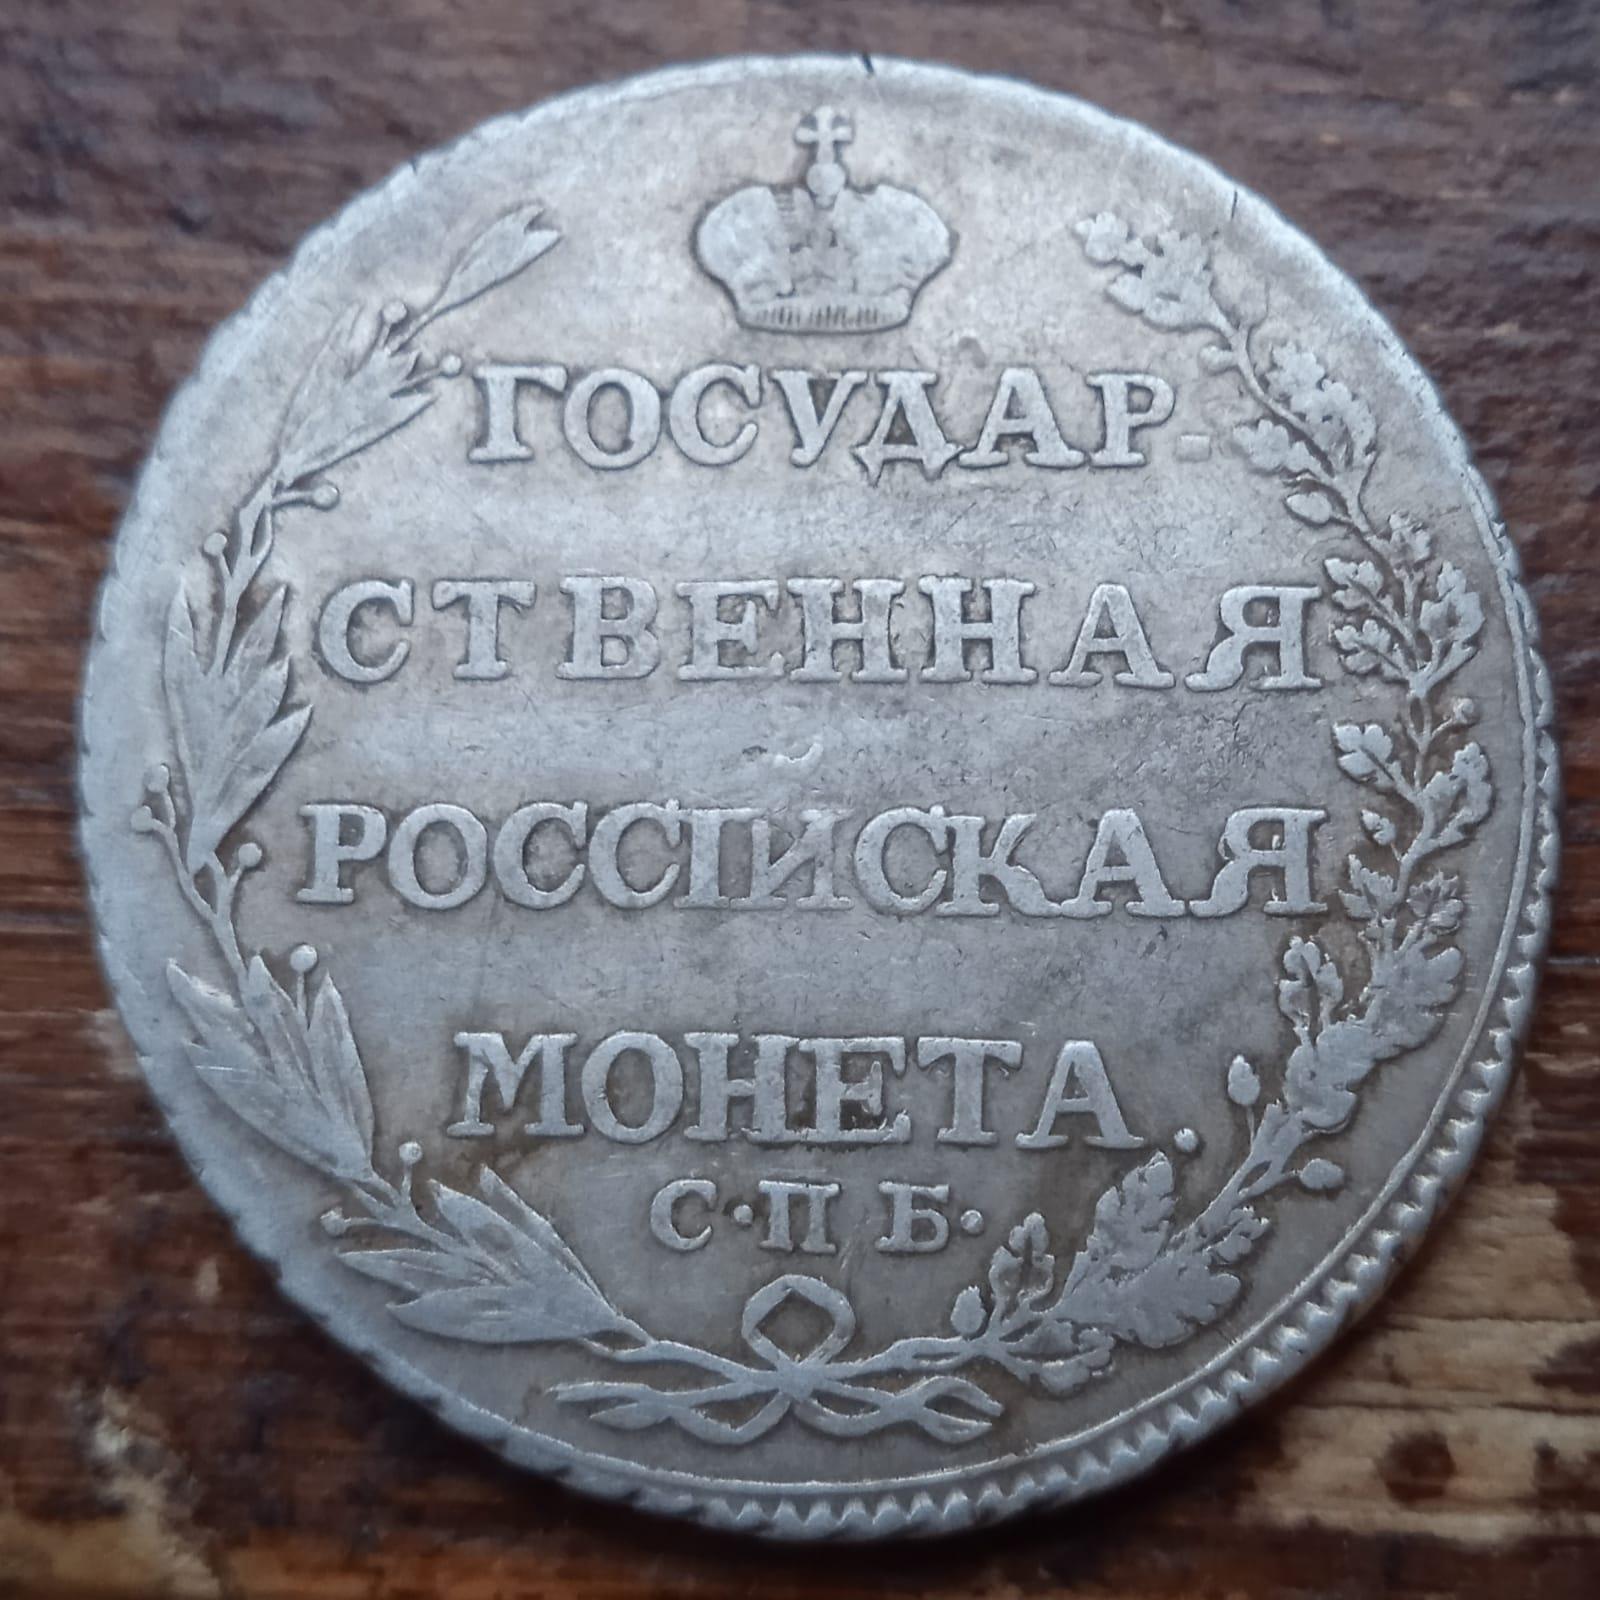 ГОСУДАР-
СТВЕННАЯ
РОССIЙСКАЯ
МОНЕТА.
С·П Б·